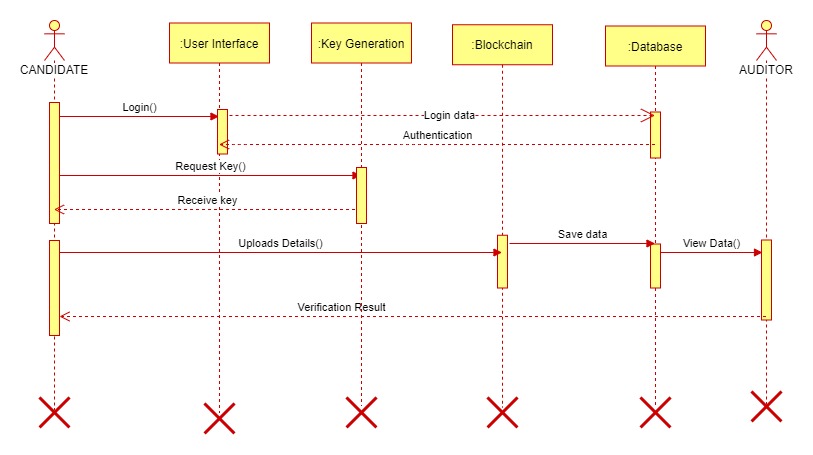 :User Interface
:Key Generation
:Blockchain
:Database
CANDIDATE
AUDITOR
Login()
Login data
Authentication
Request Key()
Receive key
Save data
Uploads Details()
View Data()
Verification Result